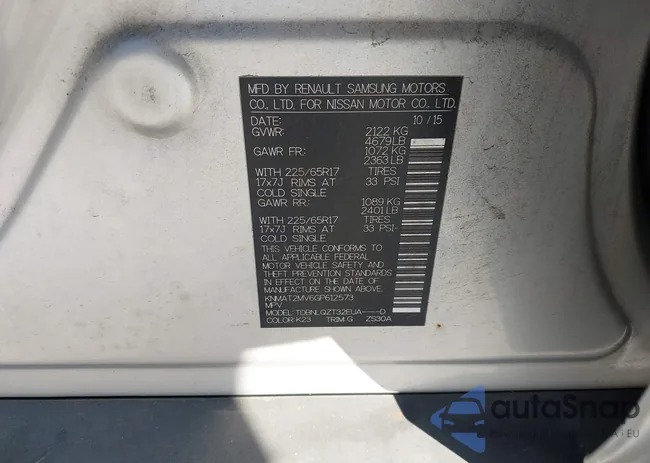 MFD BY RENAULT SAMSUNG MOTORS
CO., LTD. FOR NISSAN MOTOR CO., LTD.
DATE: 10 / 15
GVWR: 2122 KG
4679 LB
GAWR FR: 1072 KG
2363 LB
WITH 225/65R17 TIRES
17x7J RIMS AT 33 PSI
COLD SINGLE
GAWR RR: 1089 KG
2401 LB
WITH 225/65R17 TIRES
17x7J RIMS AT 33 PSI
COLD SINGLE
THIS VEHICLE CONFORMS TO
ALL APPLICABLE FEDERAL
MOTOR VEHICLE SAFETY AND
THEFT PREVENTION STANDARDS
IN EFFECT ON THE DATE OF
MANUFACTURE SHOWN ABOVE.
KNMAT2MV6GP612573
MPV
MODEL: TDBNLQZT32EUA----D
COLOR: K23 TRIM: G ZS30A
autoSnap
EU